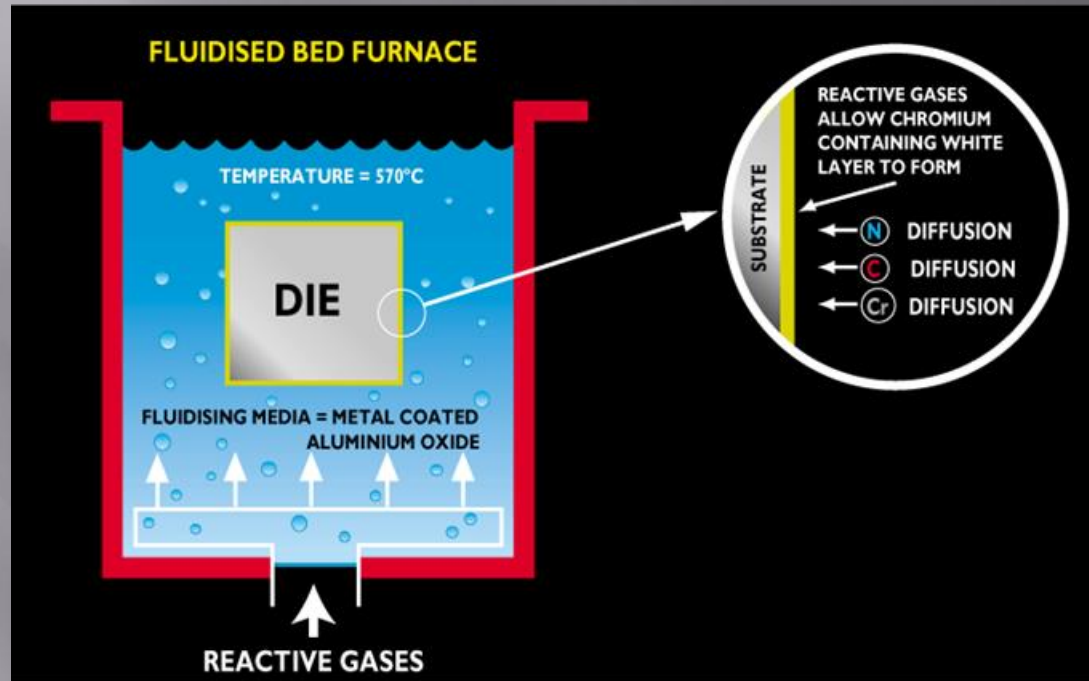 FLUIDISED BED FURNACE
TEMPERATURE = 570°C
DIE
FLUIDISING MEDIA = METAL COATED
ALUMINIUM OXIDE
REACTIVE GASES
REACTIVE GASES
ALLOW CHROMIUM
CONTAINING WHITE
LAYER TO FORM
SUBSTRATE
N DIFFUSION
C DIFFUSION
Cr DIFFUSION